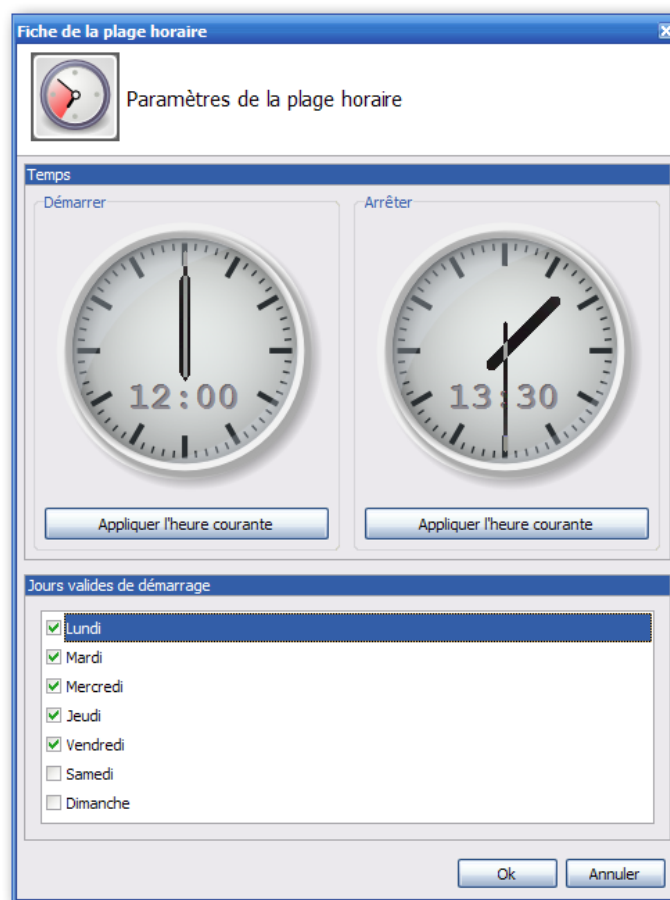 Fiche de la plage horaire
Paramètres de la plage horaire
Temps
Démarrer
Arrêter
12:00
13:30
Appliquer l'heure courante
Appliquer l'heure courante
Jours valides de démarrage
Lundi
Mardi
Mercredi
Jeudi
Vendredi
Samedi
Dimanche
Ok
Annuler